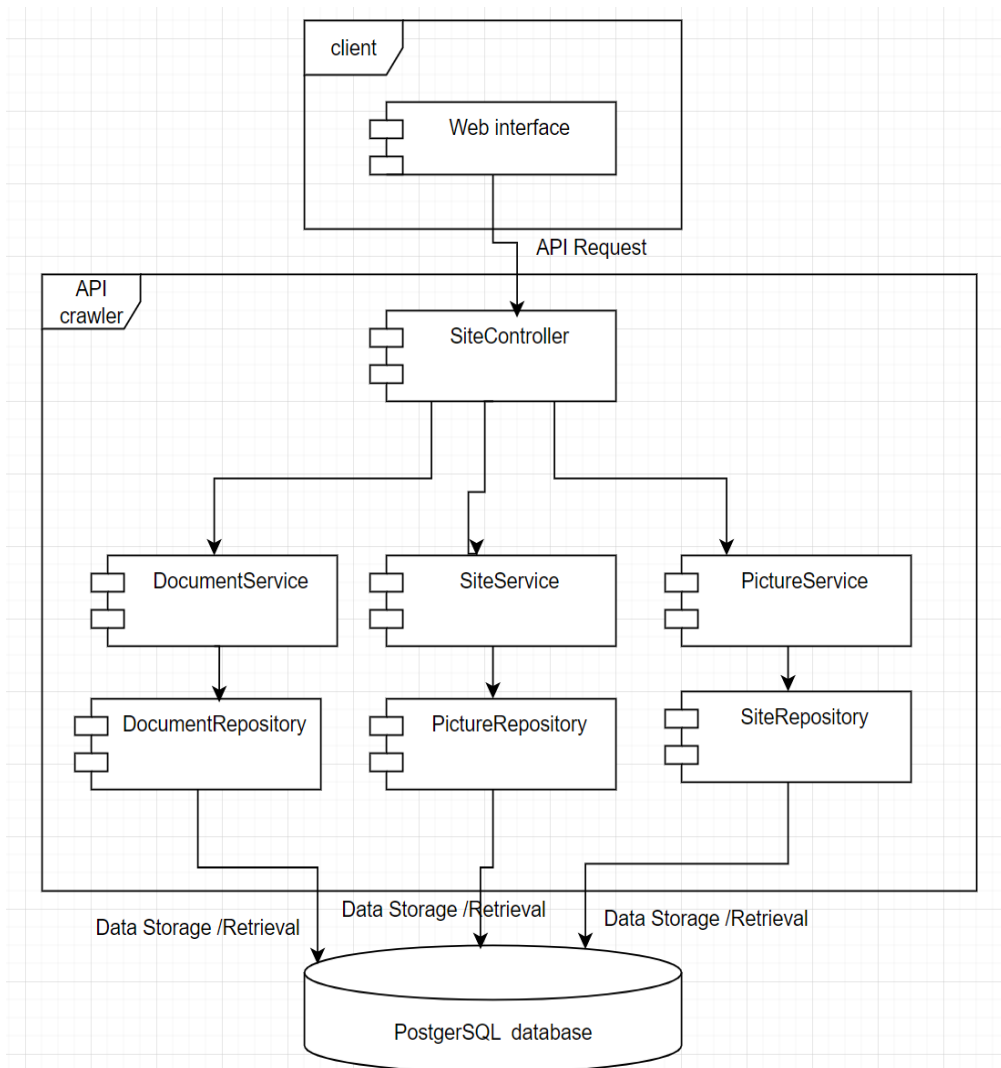 client
Web interface
API Request
API
crawler
SiteController
DocumentService
SiteService
PictureService
DocumentRepository
PictureRepository
SiteRepository
Data Storage /Retrieval
Data Storage /Retrieval
Data Storage /Retrieval
PostgerSQL database